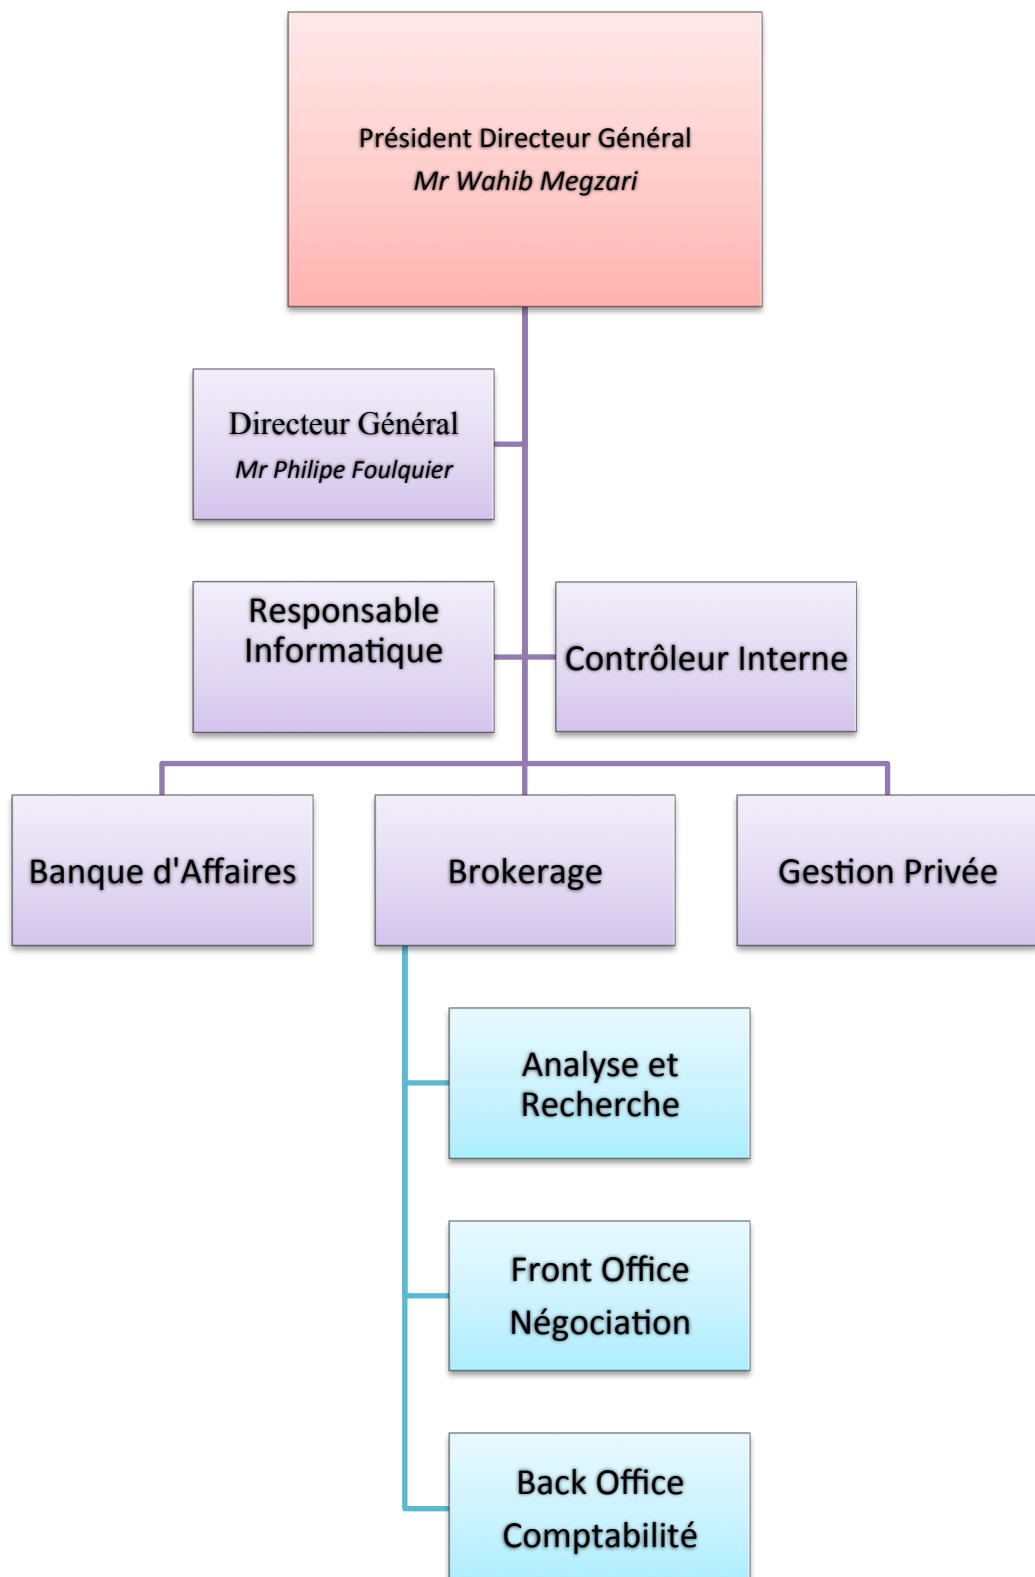 Président Directeur Général
Mr Wahib Megzari
Directeur Général
Mr Philipe Foulquier
Responsable
Informatique
Contrôleur Interne
Banque d'Affaires
Brokerage
Gestion Privée
Analyse et
Recherche
Front Office
Négociation
Back Office
Comptabilité